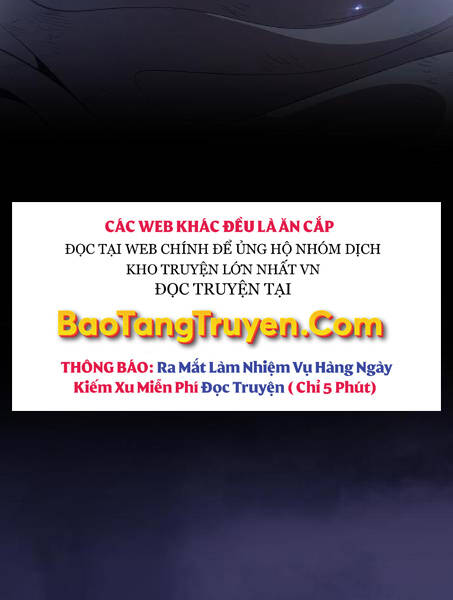 CÁC WEB KHÁC ĐỀU LÀ ĂN CẮP
ĐỌC TẠI WEB CHÍNH ĐỂ ỦNG HỘ NHÓM DỊCH
KHO TRUYỆN LỚN NHẤT VN
ĐỌC TRUYỆN TẠI
BaoTangTruyen.Com
THÔNG BÁO: Ra Mắt Làm Nhiệm Vụ Hàng Ngày
Kiếm Xu Miễn Phí Đọc Truyện ( Chỉ 5 Phút)